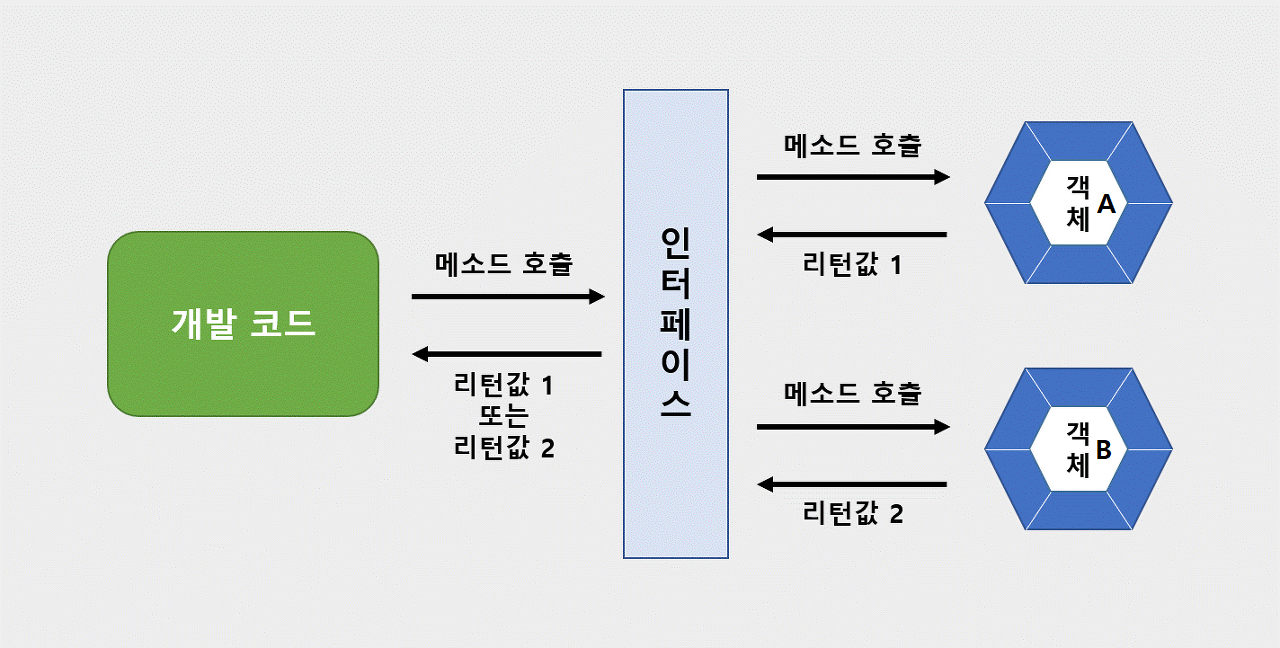 개발 코드
메소드 호출
리턴값 1
또는
리턴값 2
인
터
페
이
스
메소드 호출
리턴값 1
객
체 A
메소드 호출
리턴값 2
객
체 B